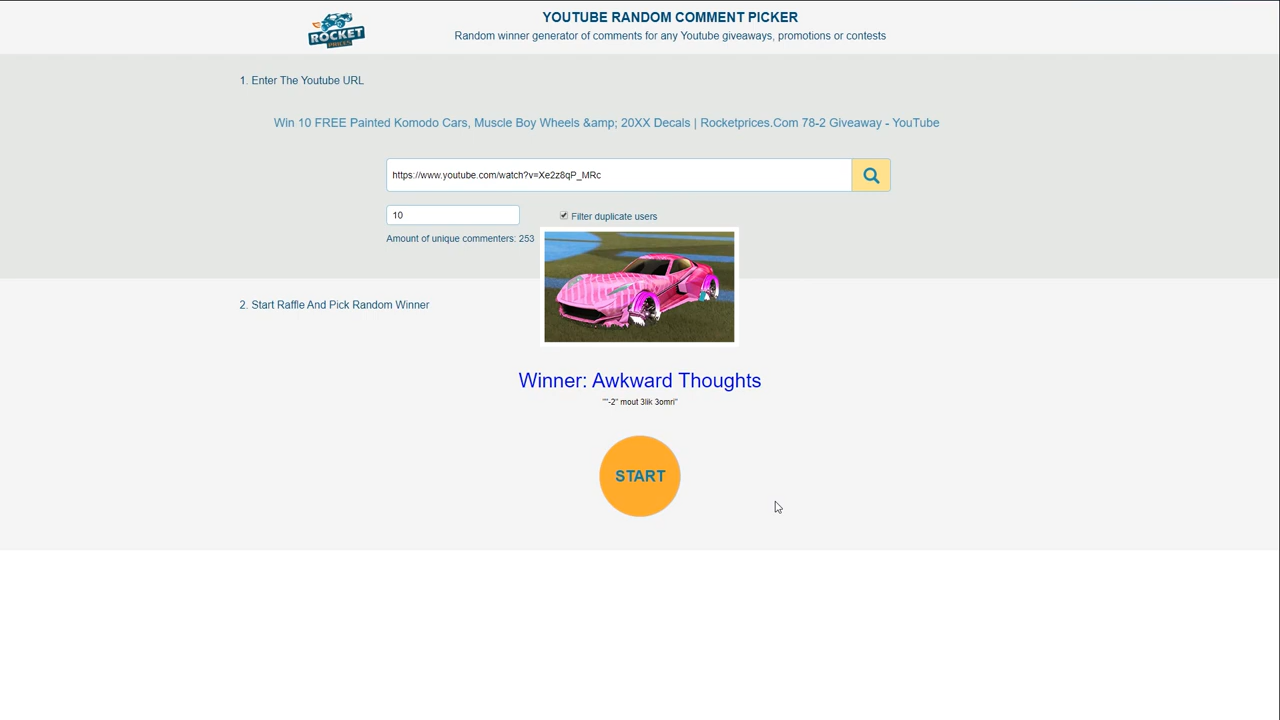 ROCKET
PRICES
YOUTUBE RANDOM COMMENT PICKER
Random winner generator of comments for any Youtube giveaways, promotions or contests
1. Enter The Youtube URL
Win 10 FREE Painted Komodo Cars, Muscle Boy Wheels &amp; 20XX Decals | Rocketprices.Com 78-2 Giveaway - YouTube
https://www.youtube.com/watch?v=Xe2z8qP_MRc
10
Filter duplicate users
Amount of unique commenters: 253
2. Start Raffle And Pick Random Winner
Winner: Awkward Thoughts
""-2" mout 3lik 3omri"
START